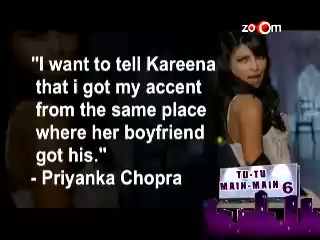 zoom
"I want to tell Kareena
that i got my accent
from the same place
where her boyfriend
got his."
- Priyanka Chopra
TU-TU
MAIN-MAIN 6